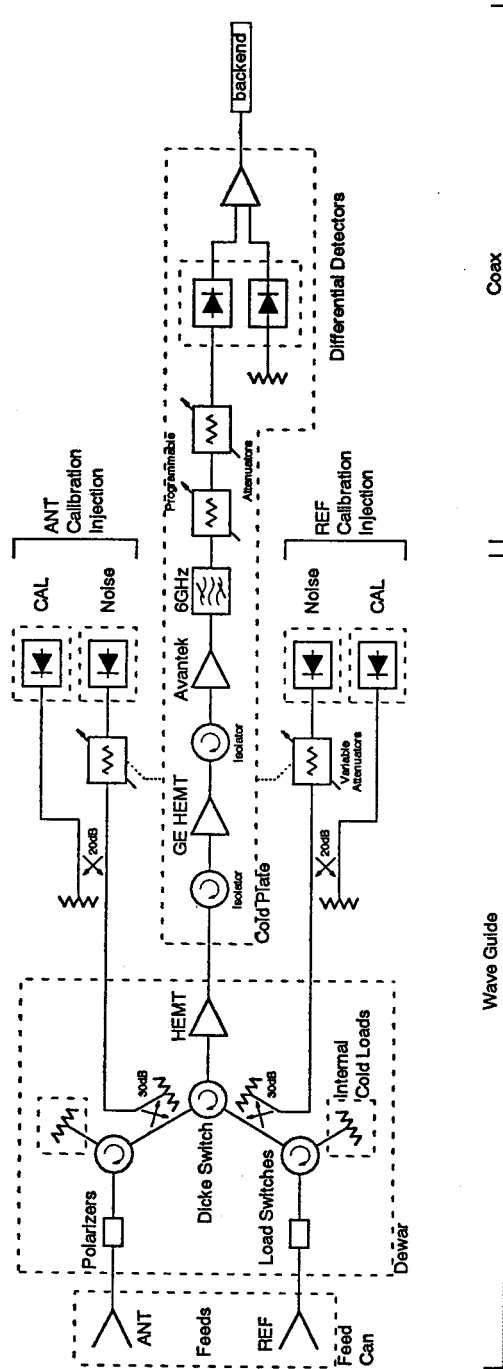 ANT
Calibration
Injection
CAL
Noise
20dB
backend
Programmable
Attenuators
6GHz
Avantek
Isolator
GE HEMT
Isolator
Cold Plate
Differential Detectors
HEMT
30dB
Dicke Switch
30dB
Polarizers
Load Switches
Internal
Cold Loads
Dewar
ANT
Feeds
REF
Feed
Can
REF
Calibration
Injection
Noise
CAL
Variable
Attenuators
20dB
Wave Guide
Coax